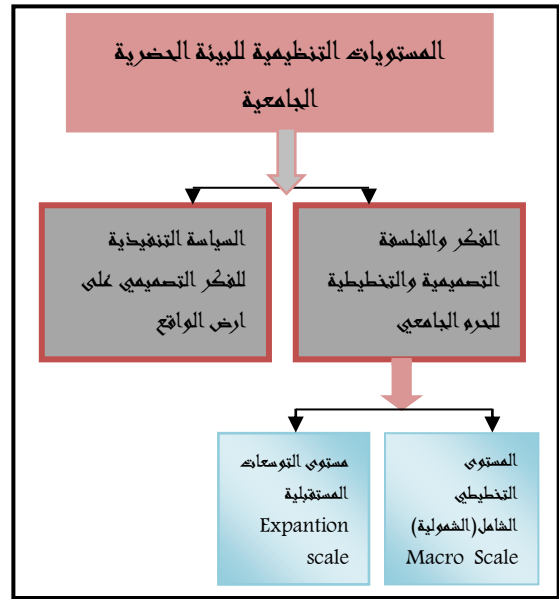 المستويات التنظيمية للبيئة الحضرية
الجامعية
الفكر والفلسفة
التصميمية والتخطيطية
للحرم الجامعي
السياسة التنفيذية
للفكر التصميمي على
ارض الواقع
المستوى
التخطيطي
الشامل(الشمولية)
Macro Scale
مستوى التوسعات
المستقبلية
Expantion
scale